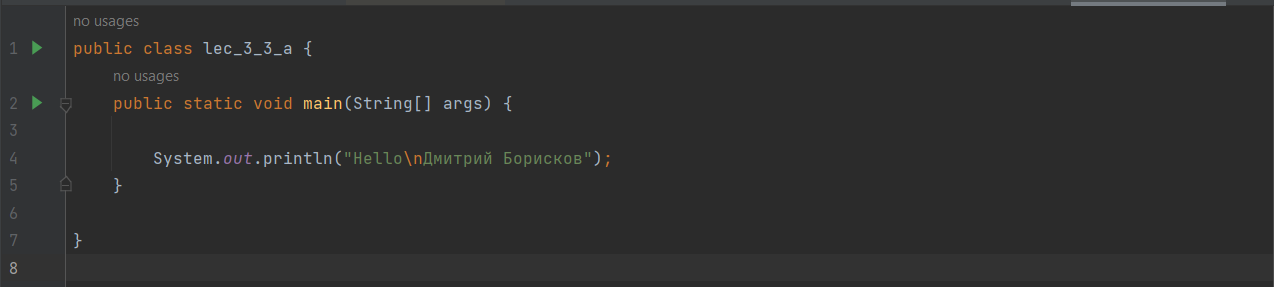 no usages
1 public class lec_3_3_a {
no usages
2 public static void main(String[] args) {
3
4 System.out.println("Hello\nДмитрий Борисков");
5 }
6
7 }
8